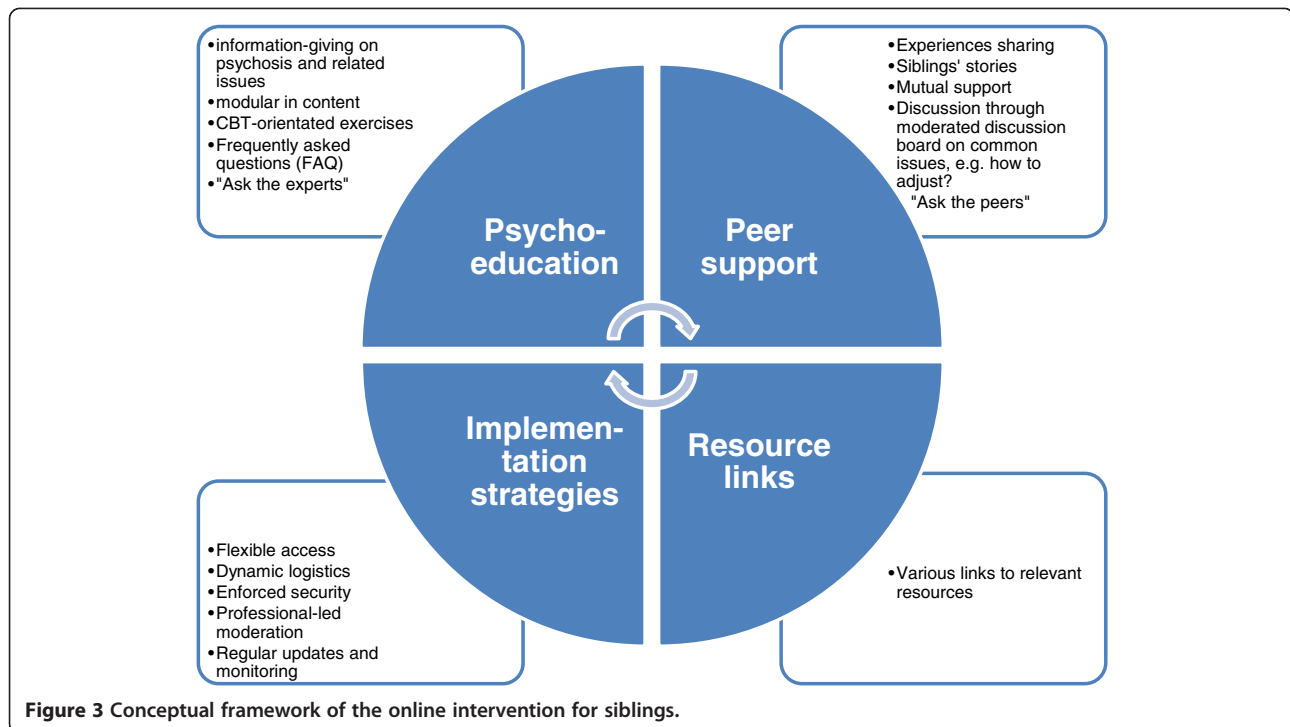 •information-giving on
psychosis and related
issues
•modular in content
•CBT-orientated exercises
•Frequently asked
questions (FAQ)
•"Ask the experts"
•Experiences sharing
•Siblings' stories
•Mutual support
•Discussion through
moderated discussion
board on common
issues, e.g. how to
adjust?
"Ask the peers"
Psycho-
education
Peer
support
Implemen-
tation
strategies
Resource
links
•Flexible access
•Dynamic logistics
•Enforced security
•Professional-led
moderation
•Regular updates and
monitoring
•Various links to relevant
resources
Figure 3 Conceptual framework of the online intervention for siblings.